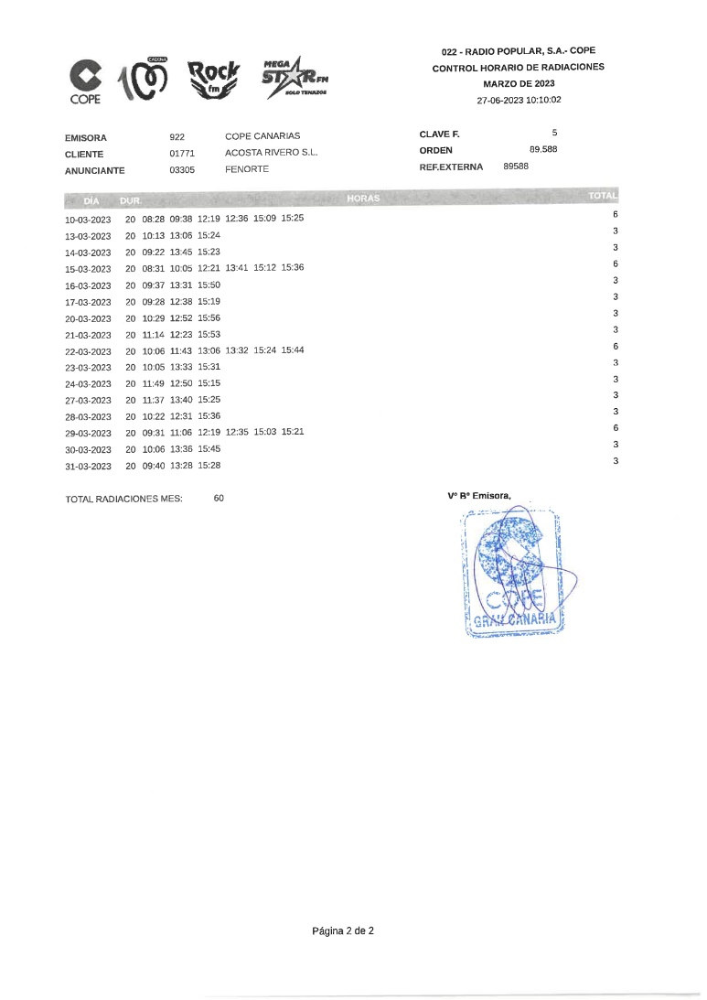 COPE
CADENA
100
Rock
fm
MEGA
STAR FM
SOLO TEMAZOS
022 - RADIO POPULAR, S.A.- COPE
CONTROL HORARIO DE RADIACIONES
MARZO DE 2023
27-06-2023 10:10:02
EMISORA 922 COPE CANARIAS
CLIENTE 01771 ACOSTA RIVERO S.L.
ANUNCIANTE 03305 FENORTE
CLAVE F. 5
ORDEN 89.588
REF.EXTERNA 89588
DÍA DUR HORAS TOTAL
10-03-2023 20 08:28 09:38 12:19 12:36 15:09 15:25 6
13-03-2023 20 10:13 13:06 15:24 3
14-03-2023 20 09:22 13:45 15:23 3
15-03-2023 20 08:31 10:05 12:21 13:41 15:12 15:36 6
16-03-2023 20 09:37 13:31 15:50 3
17-03-2023 20 09:28 12:38 15:19 3
20-03-2023 20 10:29 12:52 15:56 3
21-03-2023 20 11:14 12:23 15:53 3
22-03-2023 20 10:06 11:43 13:06 13:32 15:24 15:44 6
23-03-2023 20 10:05 13:33 15:31 3
24-03-2023 20 11:49 12:50 15:15 3
27-03-2023 20 11:37 13:40 15:25 3
28-03-2023 20 10:22 12:31 15:36 3
29-03-2023 20 09:31 11:06 12:19 12:35 15:03 15:21 6
30-03-2023 20 10:06 13:36 15:45 3
31-03-2023 20 09:40 13:28 15:28 3
TOTAL RADIACIONES MES: 60
Vº Bº Emisora,
COPE
GRAN CANARIA
Página 2 de 2